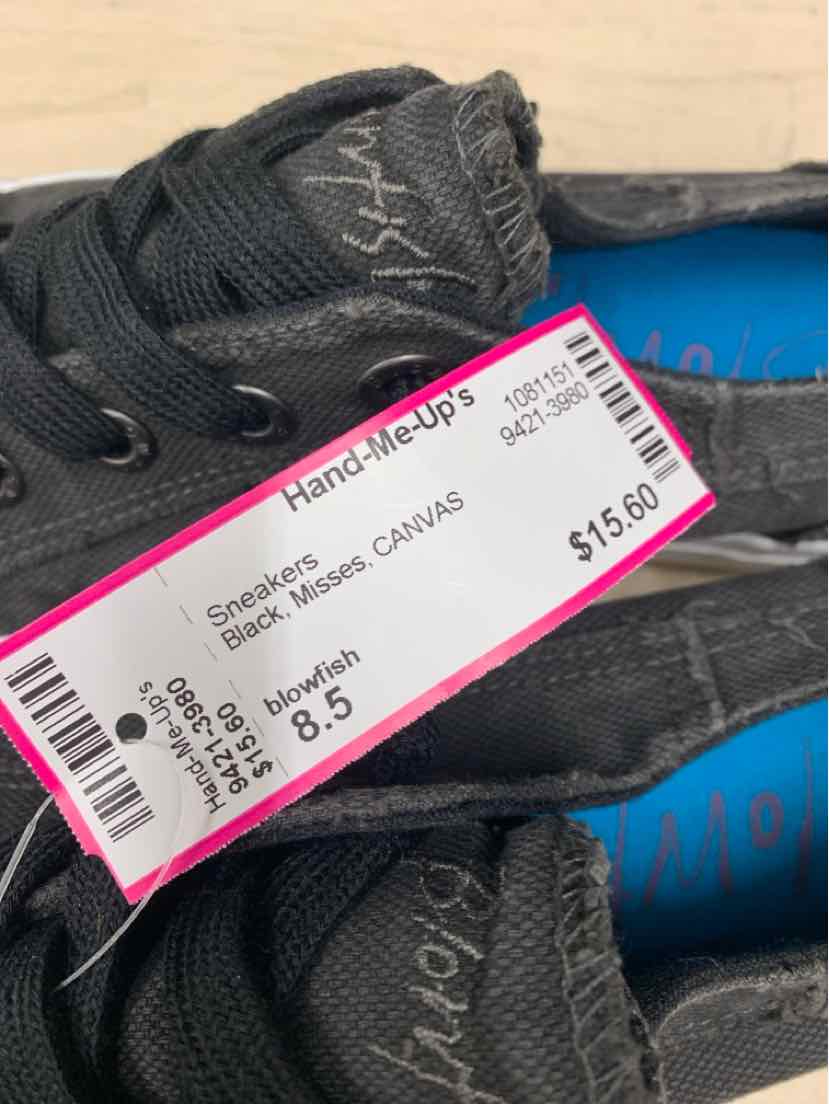 Hand-Me-Up's
1081151
9421-3980
Sneakers
Black, Misses, CANVAS
$15.60
blowfish
8.5
Hand-Me-Up's
9421-3980
$15.60